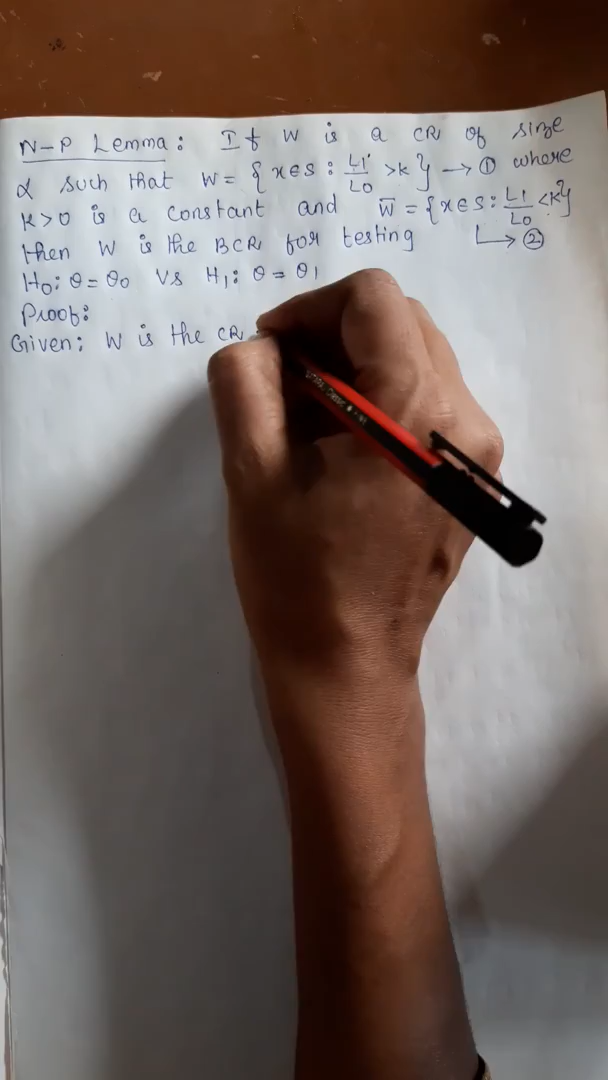 N-P Lemma: If W is a CR of size
α such that W = { x∈s : L1/L0 >k } → ① where
K>0 is a constant and W̅ = {x∈s: L1/L0 <k}
then W is the BCR for testing ↳ ②
H0: θ = θ0 Vs H1: θ = θ1
Proof:
Given: W is the CR